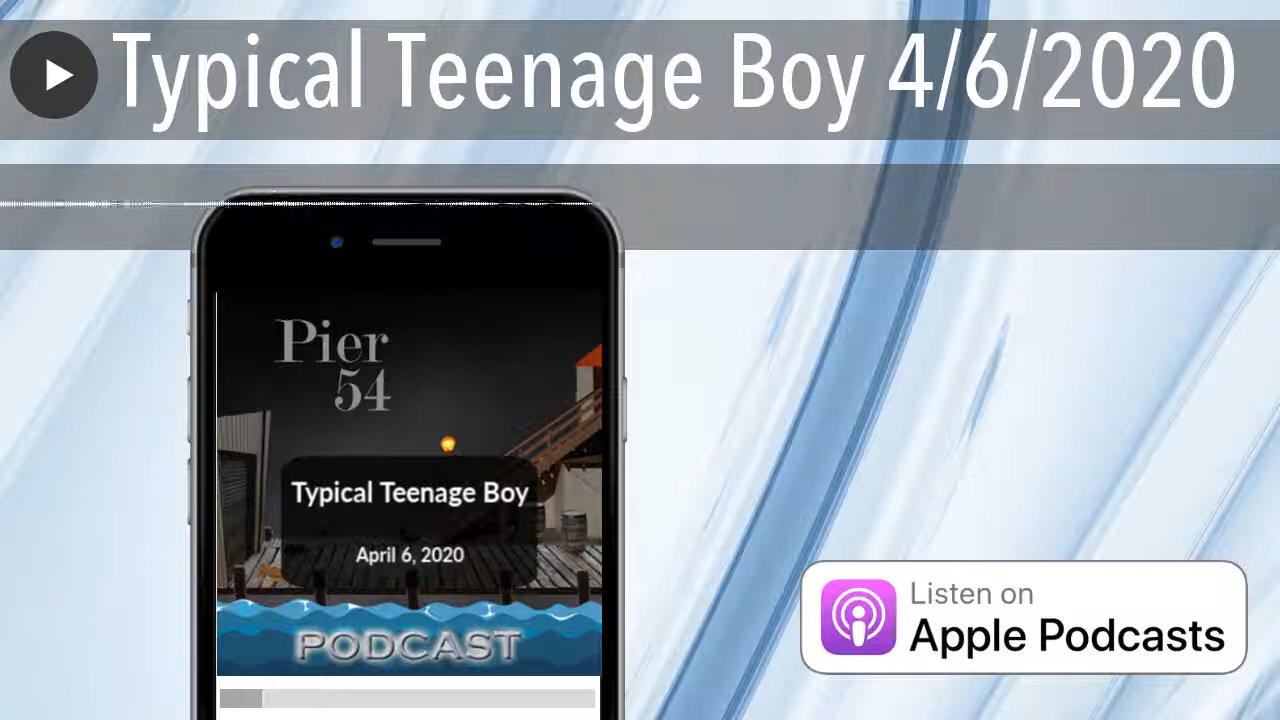 Typical Teenage Boy 4/6/2020
Pier
54
Typical Teenage Boy
April 6, 2020
PODCAST
Listen on
Apple Podcasts